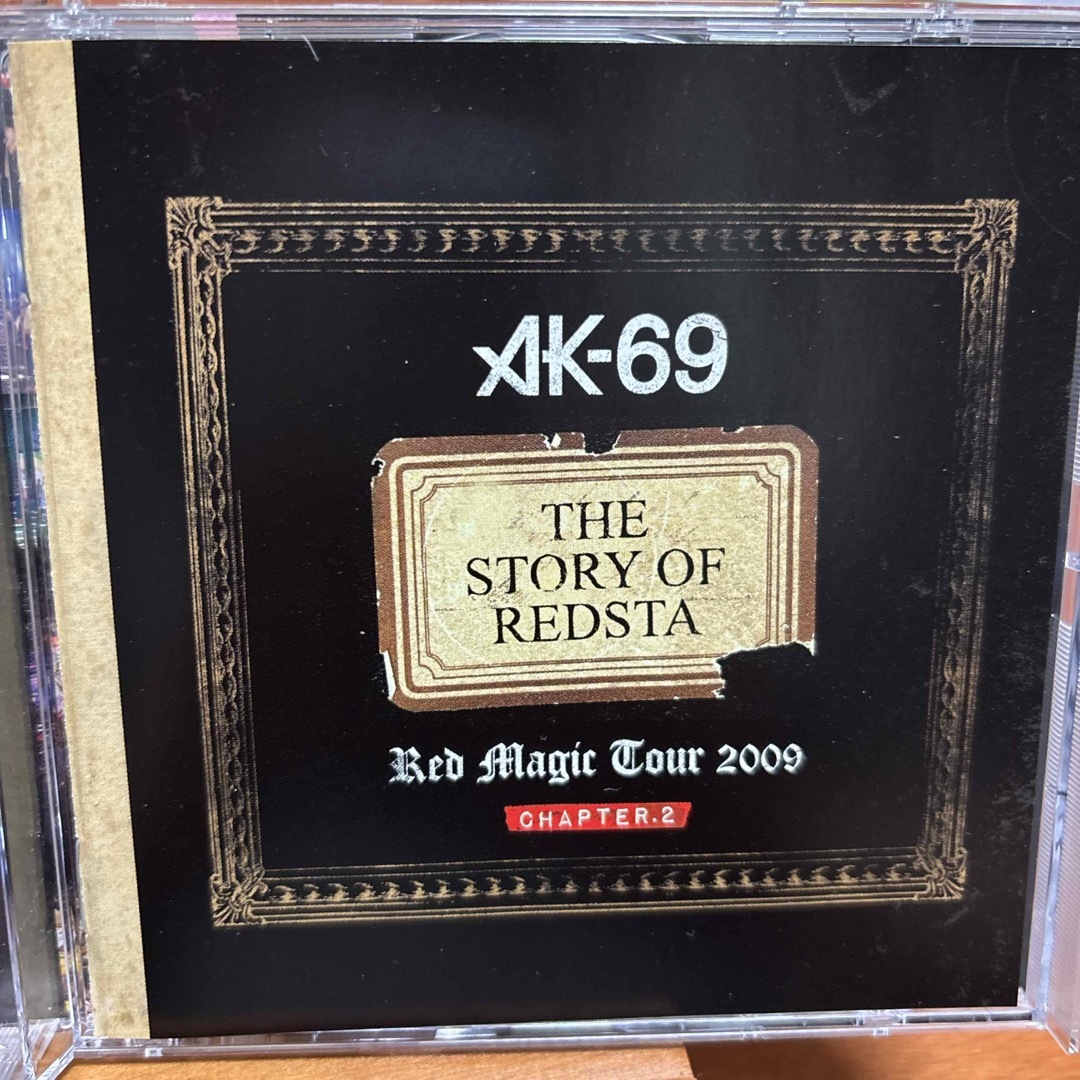 AK-69
THE
STORY OF
REDSTA
Red Magic Tour 2009
CHAPTER.2